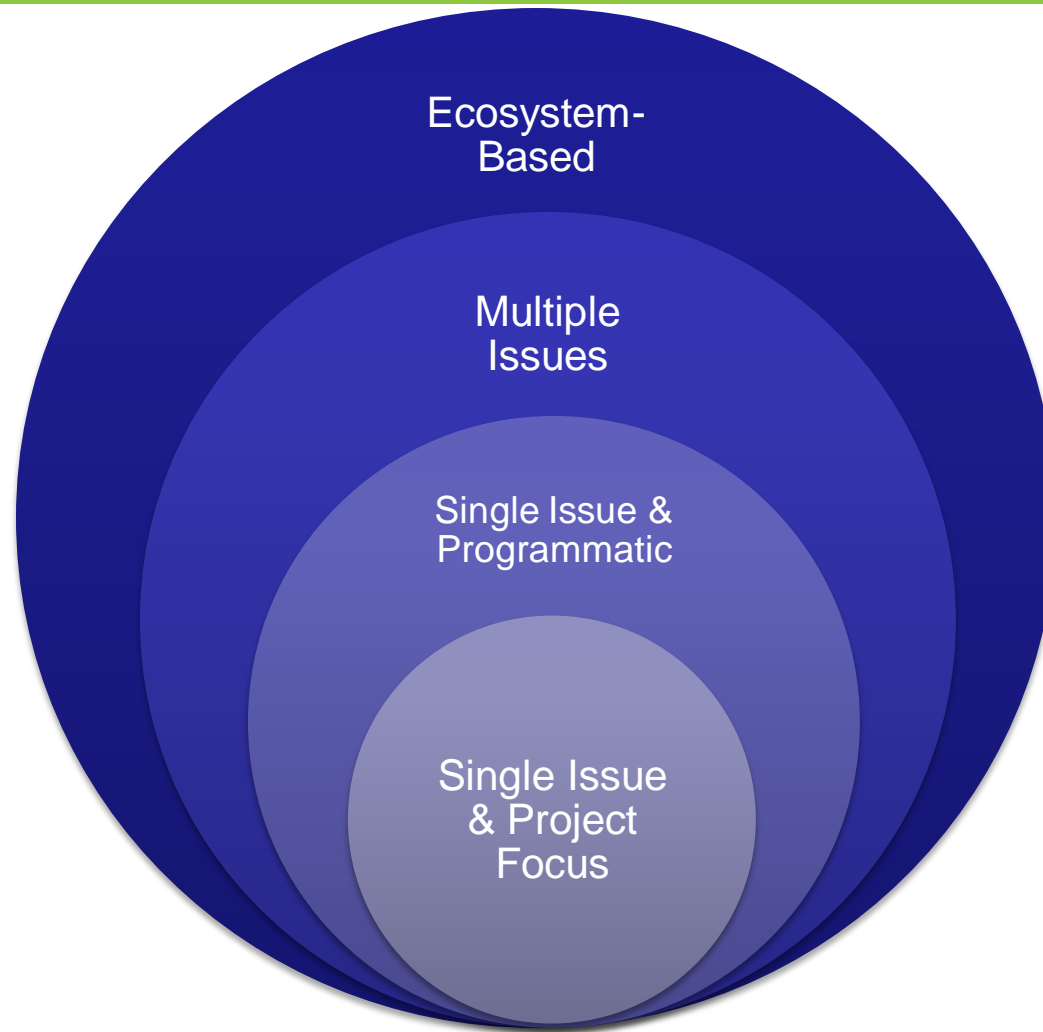 Ecosystem-
Based
Multiple
Issues
Single Issue &
Programmatic
Single Issue
& Project
Focus